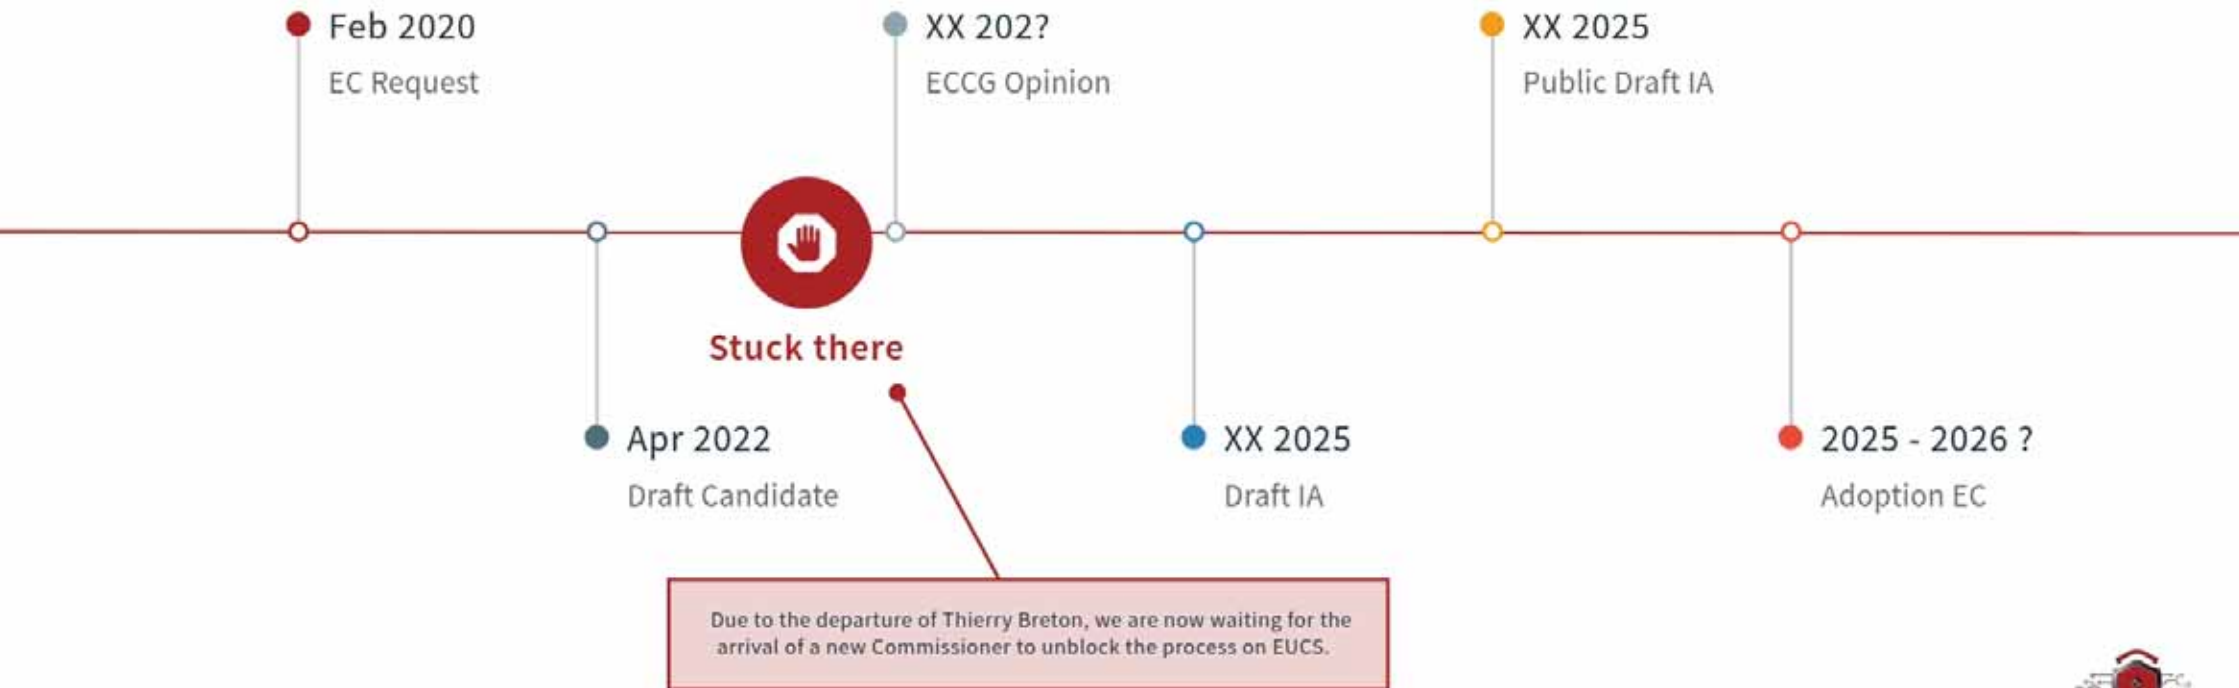 Feb 2020
EC Request
XX 202?
ECCG Opinion
XX 2025
Public Draft IA
Stuck there
Apr 2022
Draft Candidate
XX 2025
Draft IA
2025 - 2026 ?
Adoption EC
Due to the departure of Thierry Breton, we are now waiting for the
arrival of a new Commissioner to unblock the process on EUCS.